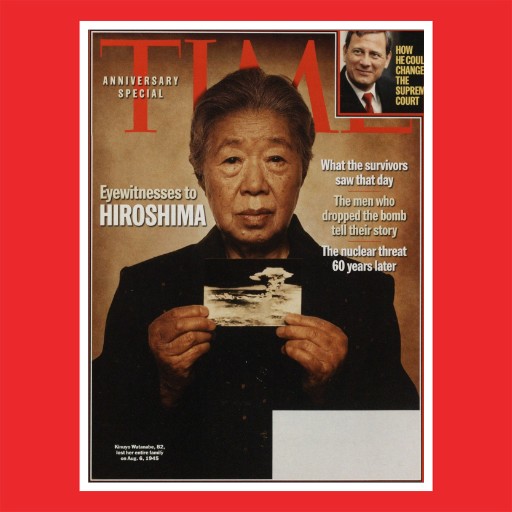 TIME
ANNIVERSARY
SPECIAL
HOW
HE COUL
CHANGE
THE
SUPREM
COURT
What the survivors
saw that day
The men who
dropped the bomb
tell their story
The nuclear threat
60 years later
Eyewitnesses to
HIROSHIMA
Kinuyo Watanabe, 82,
lost her entire family
on Aug. 6, 1945